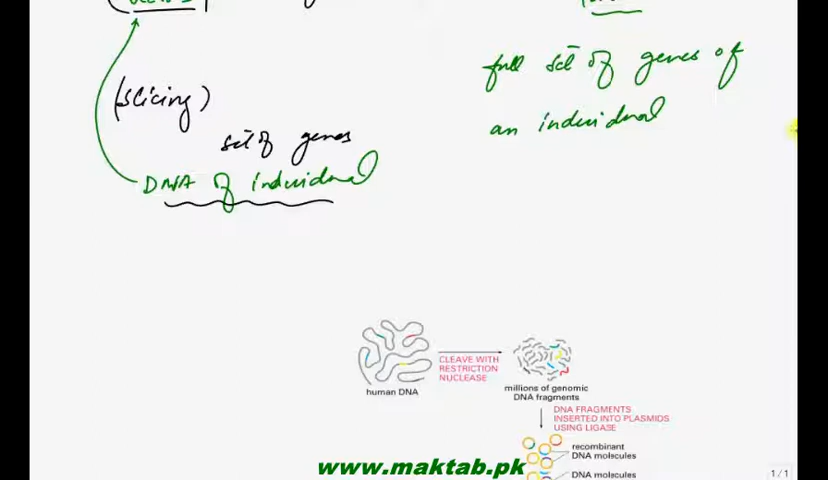 (slicing)
set of genes
DNA of individual
full set of genes of
an individual
human DNA
CLEAVE WITH
RESTRICTION
NUCLEASE
millions of genomic
DNA fragments
DNA FRAGMENTS
INSERTED INTO PLASMIDS
USING LIGASE
recombinant
DNA molecules
DNA molecules
www.maktab.pk
1/1